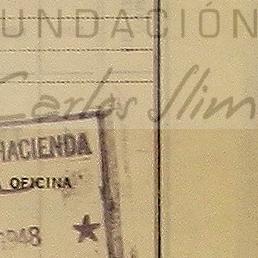 UNDACIÓN
Carlos Slim
HACIENDA
OFICINA
948